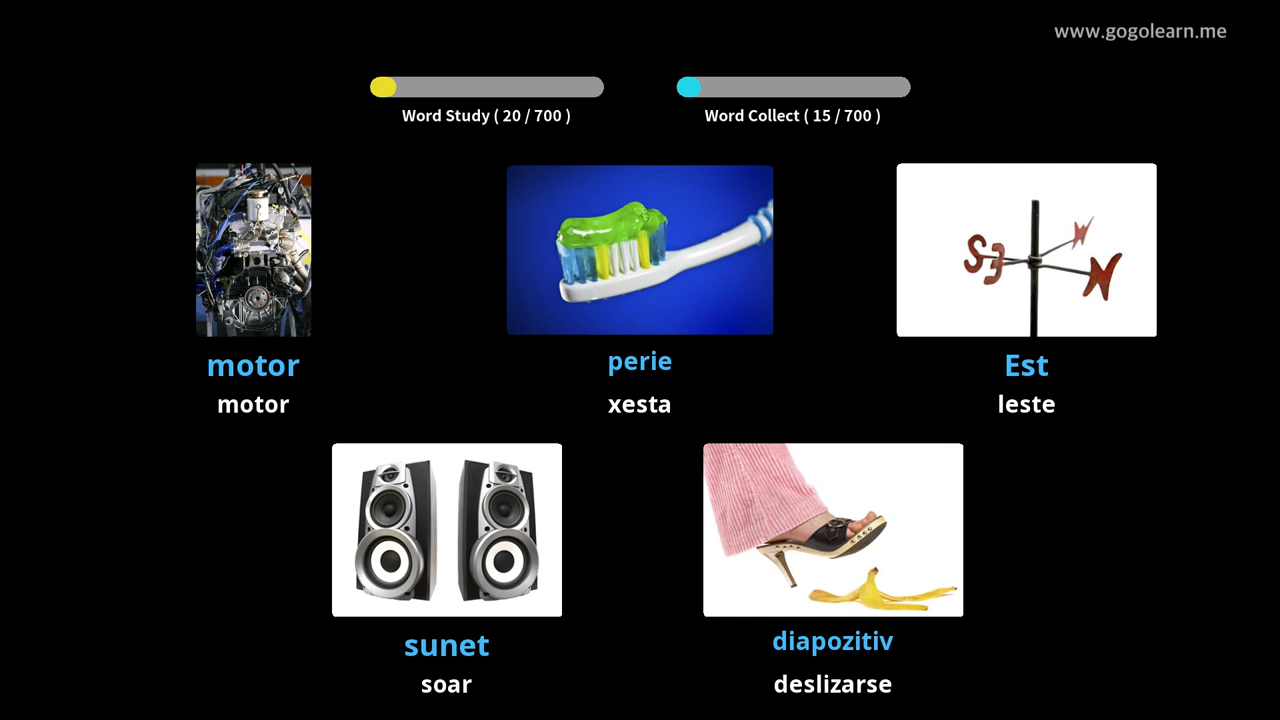 www.gogolearn.me
Word Study ( 20 / 700 )
Word Collect ( 15 / 700 )
S E N W
motor
perie
Est
motor
xesta
leste
sunet
diapozitiv
soar
deslizarse